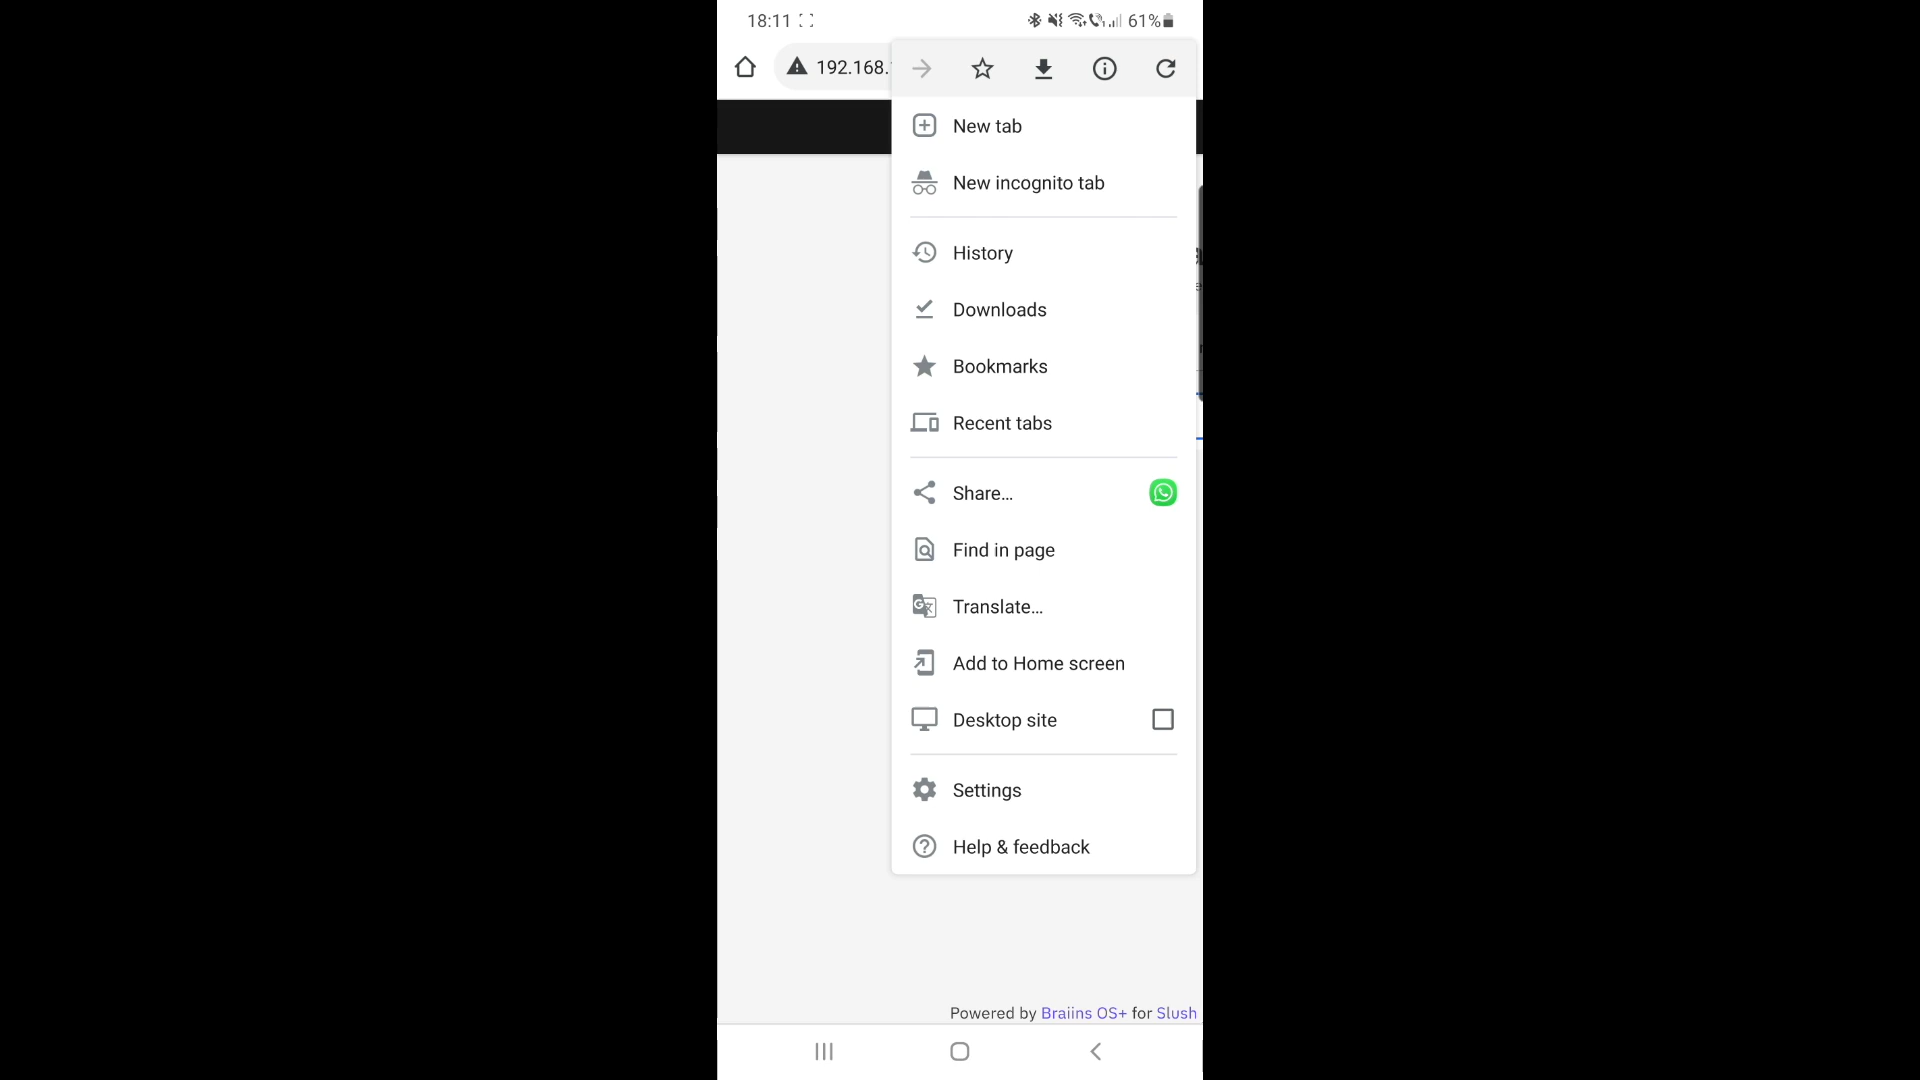 18:11 61%
192.168.
New tab
New incognito tab
History
Downloads
Bookmarks
Recent tabs
Share...
Find in page
Translate...
Add to Home screen
Desktop site
Settings
Help & feedback
Powered by Braiins OS+ for Slush